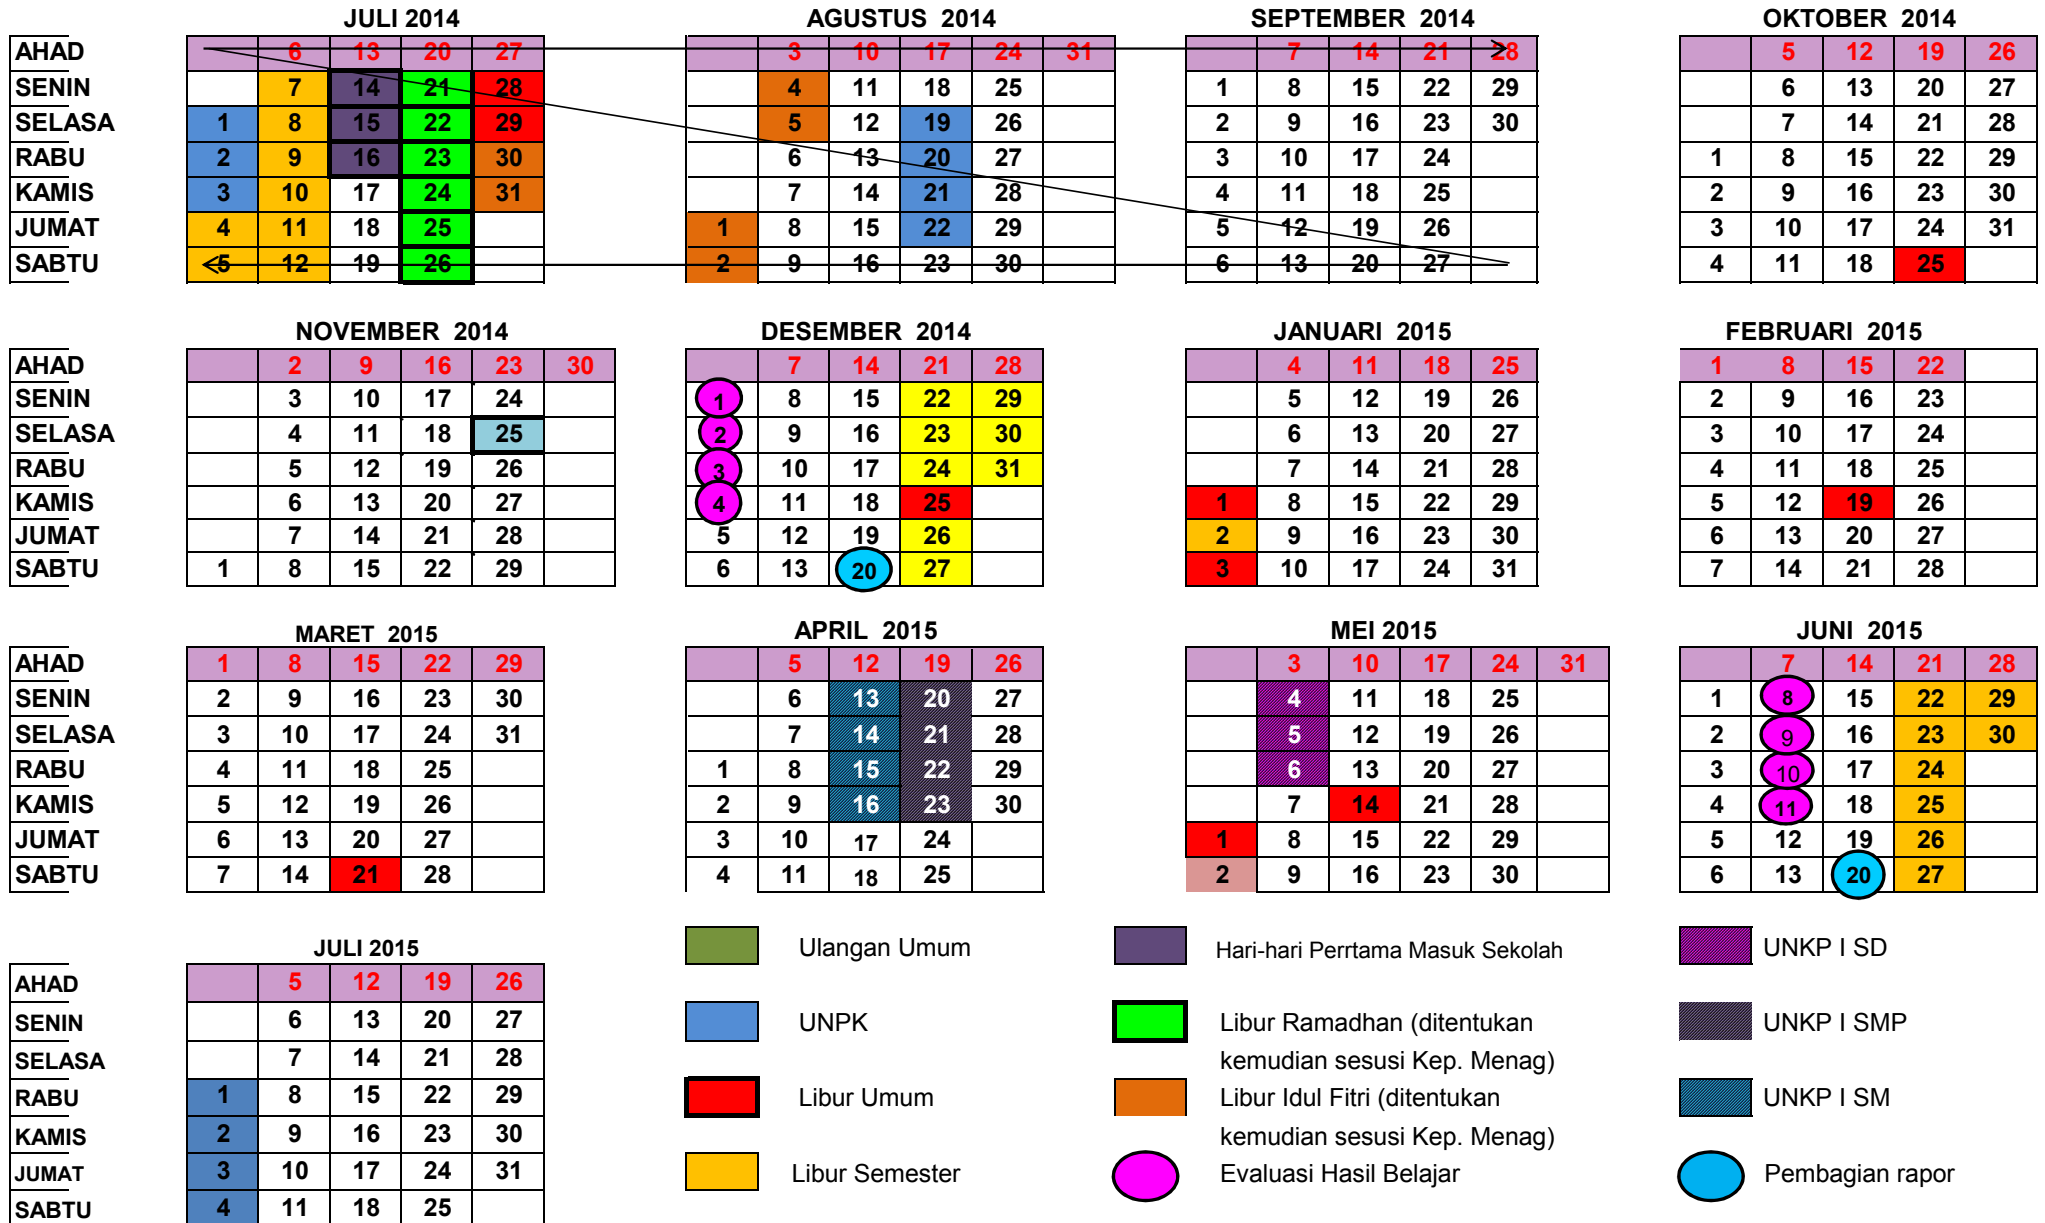 JULI 2014 AGUSTUS 2014 SEPTEMBER 2014 OKTOBER 2014
AHAD 6 13 20 27 3 10 17 24 31 7 14 21 28 5 12 19 26
SENIN 7 14 21 28 4 11 18 25 1 8 15 22 29 6 13 20 27
SELASA 1 8 15 22 29 5 12 19 26 2 9 16 23 30 7 14 21 28
RABU 2 9 16 23 30 6 13 20 27 3 10 17 24 1 8 15 22 29
KAMIS 3 10 17 24 31 7 14 21 28 4 11 18 25 2 9 16 23 30
JUMAT 4 11 18 25 1 8 15 22 29 5 12 19 26 3 10 17 24 31
SABTU 5 12 19 26 2 9 16 23 30 6 13 20 27 4 11 18 25
NOVEMBER 2014 DESEMBER 2014 JANUARI 2015 FEBRUARI 2015
AHAD 2 9 16 23 30 7 14 21 28 4 11 18 25 1 8 15 22
SENIN 3 10 17 24 1 8 15 22 29 5 12 19 26 2 9 16 23
SELASA 4 11 18 25 2 9 16 23 30 6 13 20 27 3 10 17 24
RABU 5 12 19 26 3 10 17 24 31 7 14 21 28 4 11 18 25
KAMIS 6 13 20 27 4 11 18 25 1 8 15 22 29 5 12 19 26
JUMAT 7 14 21 28 5 12 19 26 2 9 16 23 30 6 13 20 27
SABTU 1 8 15 22 29 6 13 20 27 3 10 17 24 31 7 14 21 28
MARET 2015 APRIL 2015 MEI 2015 JUNI 2015
AHAD 1 8 15 22 29 5 12 19 26 3 10 17 24 31 7 14 21 28
SENIN 2 9 16 23 30 6 13 20 27 4 11 18 25 1 8 15 22 29
SELASA 3 10 17 24 31 7 14 21 28 5 12 19 26 2 9 16 23 30
RABU 4 11 18 25 1 8 15 22 29 6 13 20 27 3 10 17 24
KAMIS 5 12 19 26 2 9 16 23 30 7 14 21 28 4 11 18 25
JUMAT 6 13 20 27 3 10 17 24 1 8 15 22 29 5 12 19 26
SABTU 7 14 21 28 4 11 18 25 2 9 16 23 30 6 13 20 27
JULI 2015
AHAD 5 12 19 26
SENIN 6 13 20 27
SELASA 7 14 21 28
RABU 1 8 15 22 29
KAMIS 2 9 16 23 30
JUMAT 3 10 17 24 31
SABTU 4 11 18 25
Ulangan Umum
UNPK
Libur Umum
Libur Semester
Hari-hari Perrtama Masuk Sekolah
Libur Ramadhan (ditentukan
kemudian sesusi Kep. Menag)
Libur Idul Fitri (ditentukan
kemudian sesusi Kep. Menag)
Evaluasi Hasil Belajar
UNKP I SD
UNKP I SMP
UNKP I SM
Pembagian rapor